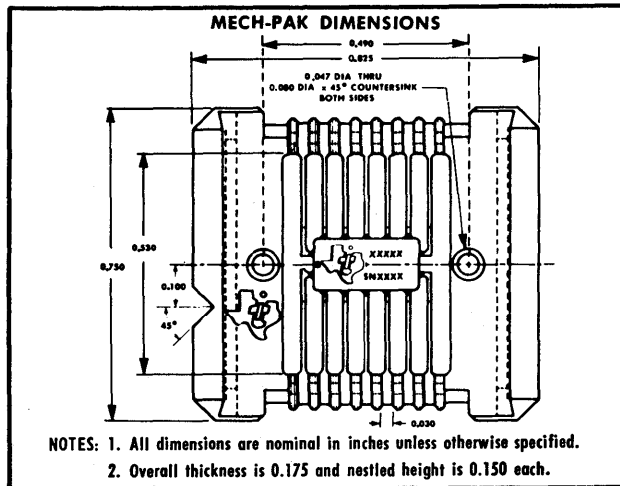 MECH-PAK DIMENSIONS
0.490
0.825
0.047 DIA THRU
0.080 DIA x 45° COUNTERSINK
BOTH SIDES
0.530
0.750
XXXXX
SNXXXX
0.100
45°
0.030
NOTES: 1. All dimensions are nominal in inches unless otherwise specified.
2. Overall thickness is 0.175 and nestled height is 0.150 each.